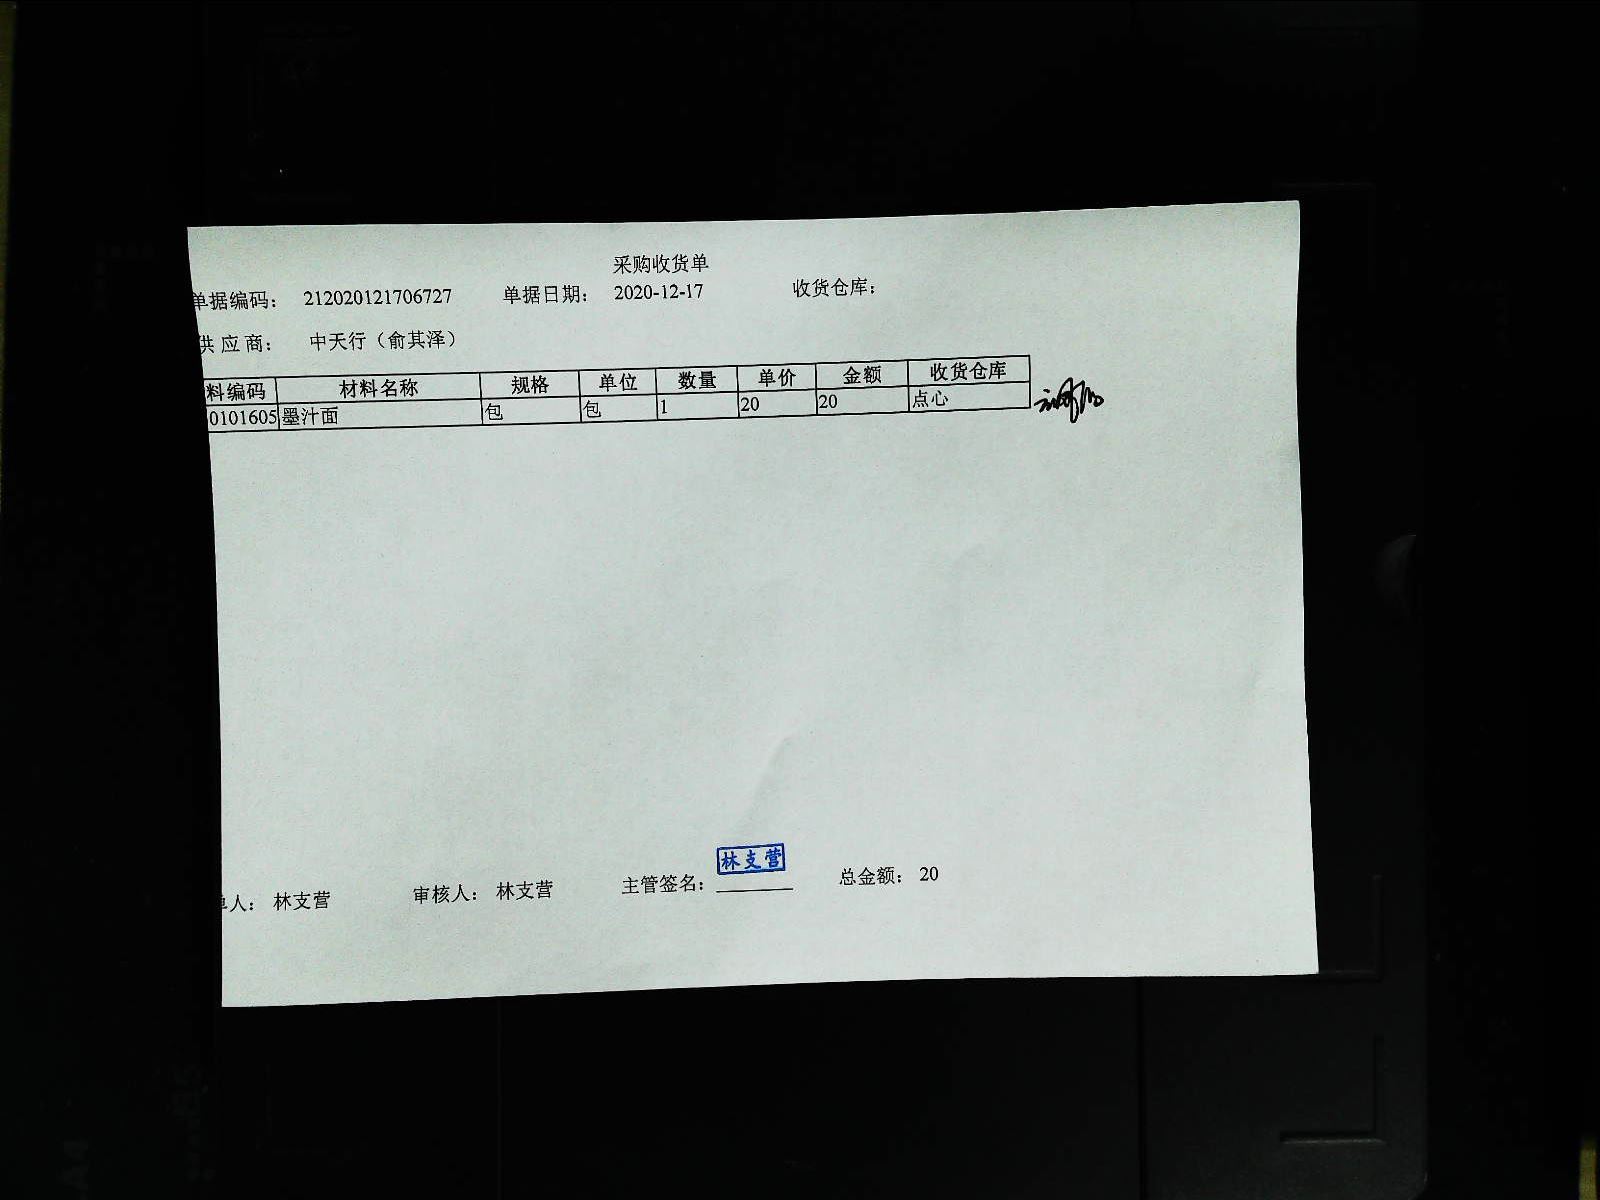 采购收货单
单据编码： 212020121706727 单据日期： 2020-12-17 收货仓库：
供应商： 中天行（俞其泽）
料编码 材料名称 规格 单位 数量 单价 金额 收货仓库
0101605 墨汁面 包 包 1 20 20 点心
林支营
单人： 林支营 审核人： 林支营 主管签名： 总金额： 20